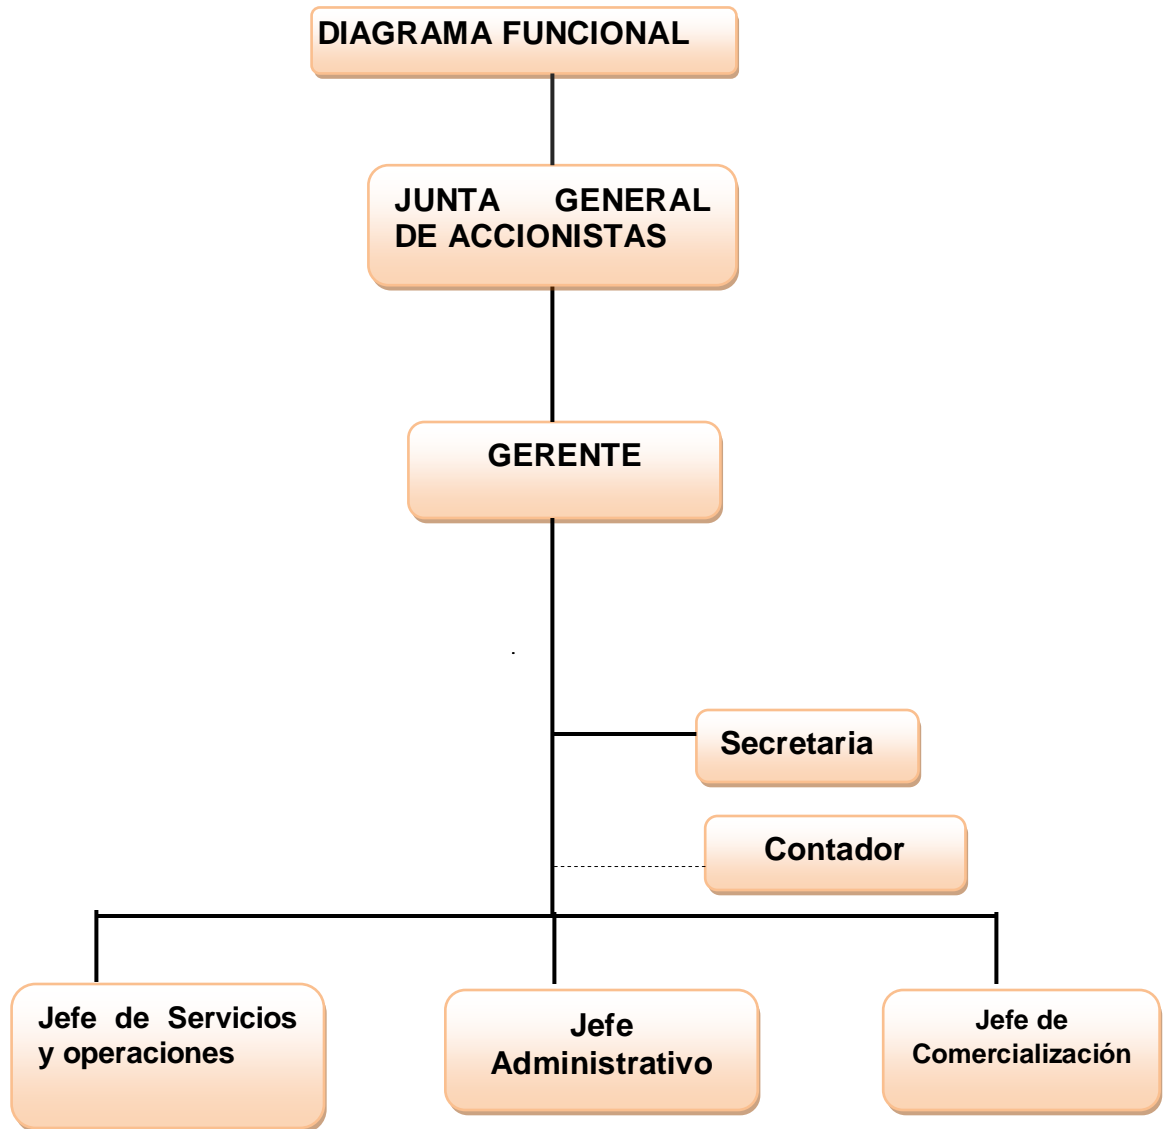 DIAGRAMA FUNCIONAL
JUNTA GENERAL
DE ACCIONISTAS
GERENTE
Secretaria
Contador
Jefe de Servicios
y operaciones
Jefe
Administrativo
Jefe de
Comercialización